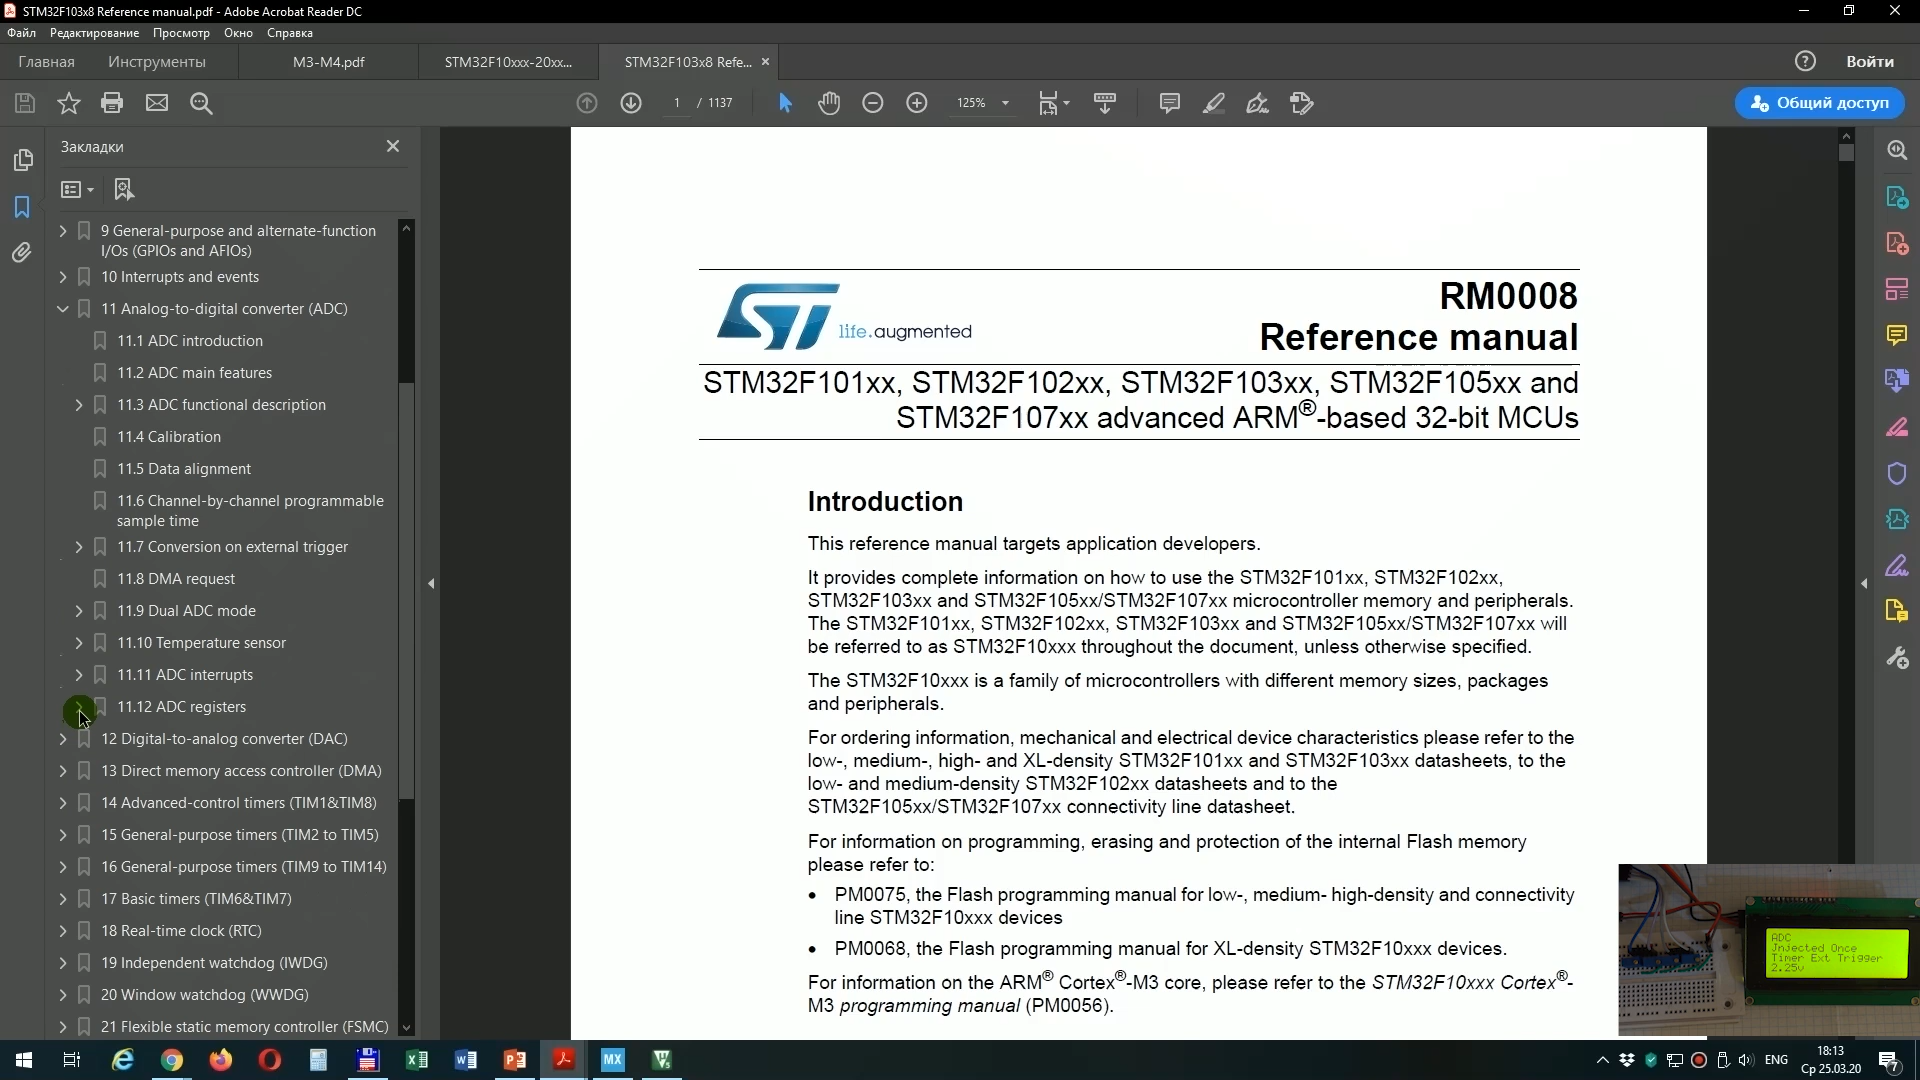 STM32F103x8 Reference manual.pdf - Adobe Acrobat Reader DC
Файл Редактирование Просмотр Окно Справка
Главная Инструменты M3-M4.pdf STM32F10xxx-20xx... STM32F103x8 Refe... Войти
1 / 1137 125% Общий доступ
Закладки
9 General-purpose and alternate-function
I/Os (GPIOs and AFIOs)
10 Interrupts and events
11 Analog-to-digital converter (ADC)
11.1 ADC introduction
11.2 ADC main features
11.3 ADC functional description
11.4 Calibration
11.5 Data alignment
11.6 Channel-by-channel programmable
sample time
11.7 Conversion on external trigger
11.8 DMA request
11.9 Dual ADC mode
11.10 Temperature sensor
11.11 ADC interrupts
11.12 ADC registers
12 Digital-to-analog converter (DAC)
13 Direct memory access controller (DMA)
14 Advanced-control timers (TIM1&TIM8)
15 General-purpose timers (TIM2 to TIM5)
16 General-purpose timers (TIM9 to TIM14)
17 Basic timers (TIM6&TIM7)
18 Real-time clock (RTC)
19 Independent watchdog (IWDG)
20 Window watchdog (WWDG)
21 Flexible static memory controller (FSMC)
ST life.augmented
RM0008
Reference manual
STM32F101xx, STM32F102xx, STM32F103xx, STM32F105xx and
STM32F107xx advanced ARM®-based 32-bit MCUs
Introduction
This reference manual targets application developers.
It provides complete information on how to use the STM32F101xx, STM32F102xx,
STM32F103xx and STM32F105xx/STM32F107xx microcontroller memory and peripherals.
The STM32F101xx, STM32F102xx, STM32F103xx and STM32F105xx/STM32F107xx will
be referred to as STM32F10xxx throughout the document, unless otherwise specified.
The STM32F10xxx is a family of microcontrollers with different memory sizes, packages
and peripherals.
For ordering information, mechanical and electrical device characteristics please refer to the
low-, medium-, high- and XL-density STM32F101xx and STM32F103xx datasheets, to the
low- and medium-density STM32F102xx datasheets and to the
STM32F105xx/STM32F107xx connectivity line datasheet.
For information on programming, erasing and protection of the internal Flash memory
please refer to:
• PM0075, the Flash programming manual for low-, medium- high-density and connectivity
line STM32F10xxx devices
• PM0068, the Flash programming manual for XL-density STM32F10xxx devices.
For information on the ARM® Cortex®-M3 core, please refer to the STM32F10xxx Cortex®-
M3 programming manual (PM0056).
ADC
Jnjected Once
Timer Ext Trigger
2.25v
MX
ENG
18:13
Ср 25.03.20
7